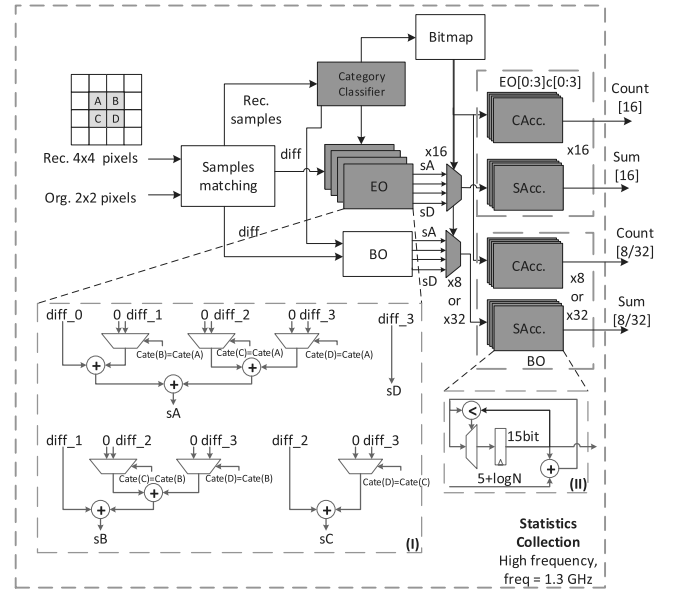 Bitmap
Category
Classifier
EO[0:3]c[0:3]
Count
[16]
A B
C D
Rec.
samples
CAcc.
x16
Rec. 4x4 pixels
Samples
matching
diff
x16
sA
EO
sD
SAcc.
Sum
[16]
Org. 2x2 pixels
diff
BO
sA
sD
x8
or
x32
CAcc.
Count
[8/32]
x8
or
x32
SAcc.
Sum
[8/32]
BO
diff_0 0 diff_1 0 diff_2 0 diff_3 diff_3
Cate(B)=Cate(A) Cate(C)=Cate(A) Cate(D)=Cate(A)
+ + +
sA
sD
diff_1 0 diff_2 0 diff_3 diff_2 0 diff_3
Cate(C)=Cate(B) Cate(D)=Cate(B) Cate(D)=Cate(C)
+ + +
sB sC
(I)
<
15bit
+
5+logN
(II)
Statistics
Collection
High frequency,
freq = 1.3 GHz